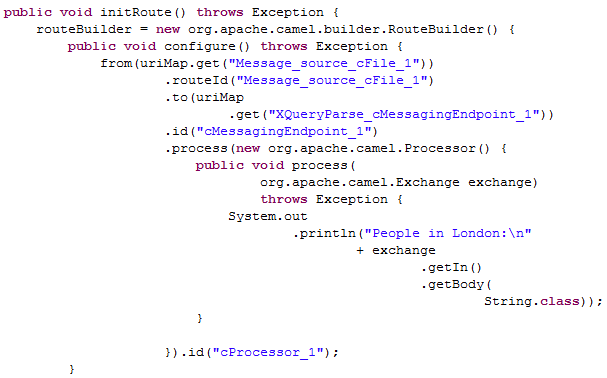 public void initRoute() throws Exception {
    routeBuilder = new org.apache.camel.builder.RouteBuilder() {
        public void configure() throws Exception {
            from(uriMap.get("Message_source_cFile_1"))
                    .routeId("Message_source_cFile_1")
                    .to(uriMap
                            .get("XQueryParse_cMessagingEndpoint_1"))
                    .id("cMessagingEndpoint_1")
                    .process(new org.apache.camel.Processor() {
                        public void process(
                                org.apache.camel.Exchange exchange)
                                throws Exception {
                            System.out
                                    .println("People in London:\n"
                                            + exchange
                                                    .getIn()
                                                    .getBody(
                                                            String.class));
                        }
                    }).id("cProcessor_1");
        }